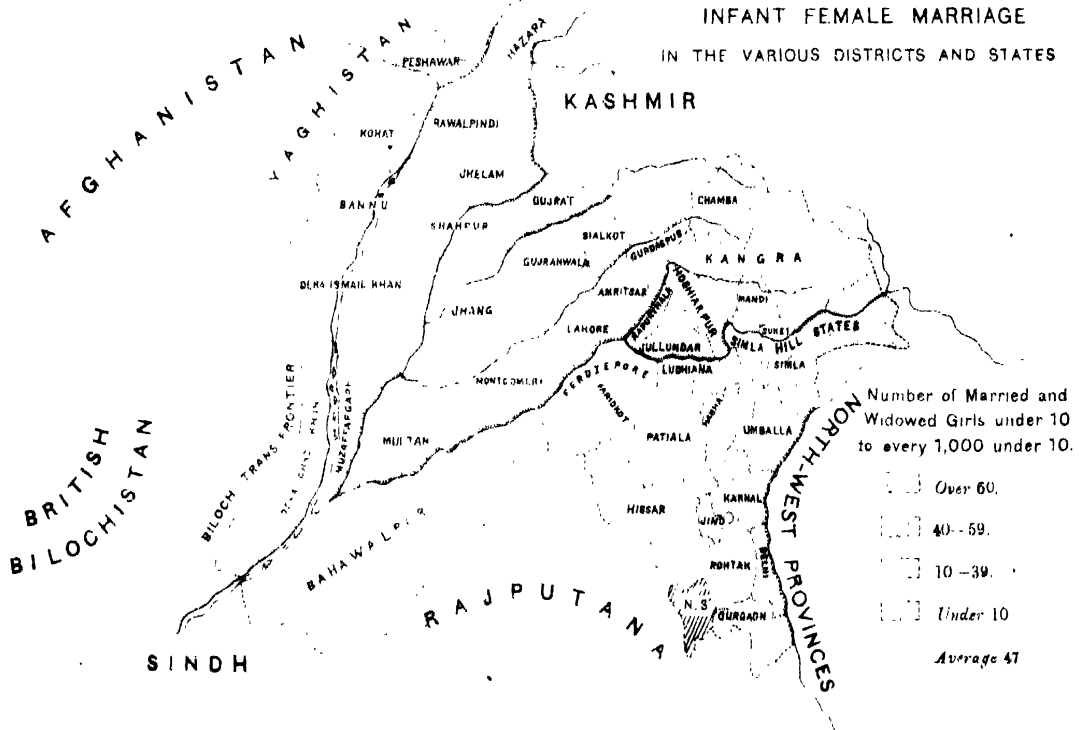 INFANT FEMALE MARRIAGE
IN THE VARIOUS DISTRICTS AND STATES
AFGHANISTAN
YAGHISTAN
PESHAWAR
HAZARA
KASHMIR
KOHAT
RAWALPINDI
JHELAM
BANNU
GUJRAT
CHAMBA
SHAHPUR
SIALKOT
GURDASPUR
GUJRANWALA
KANGRA
DERA ISMAIL KHAN
AMRITSAR
HOSHIARPUR
MANDI
JHANG
KAPURTHALA
LAHORE
SUKET
JULLUNDAR
SIMLA HILL STATES
LUDHIANA
SIMLA
MONTGOMERY
FEROZEPORE
FARIDKOT
NABHA
MUZAFFARGARH
BILOCH TRANS FRONTIER
DERA GHAZI KHAN
MULTAN
PATIALA
UMBALLA
BRITISH
BILOCHISTAN
BAHAWALPUR
HISSAR
KARNAL
JIND
ROHTAK
DELHI
NORTH-WEST PROVINCES
RAJPUTANA
N. S
GURGAON
SINDH
Number of Married and
Widowed Girls under 10
to every 1,000 under 10.
Over 60.
40--59.
10-39.
Under 10
Average 47